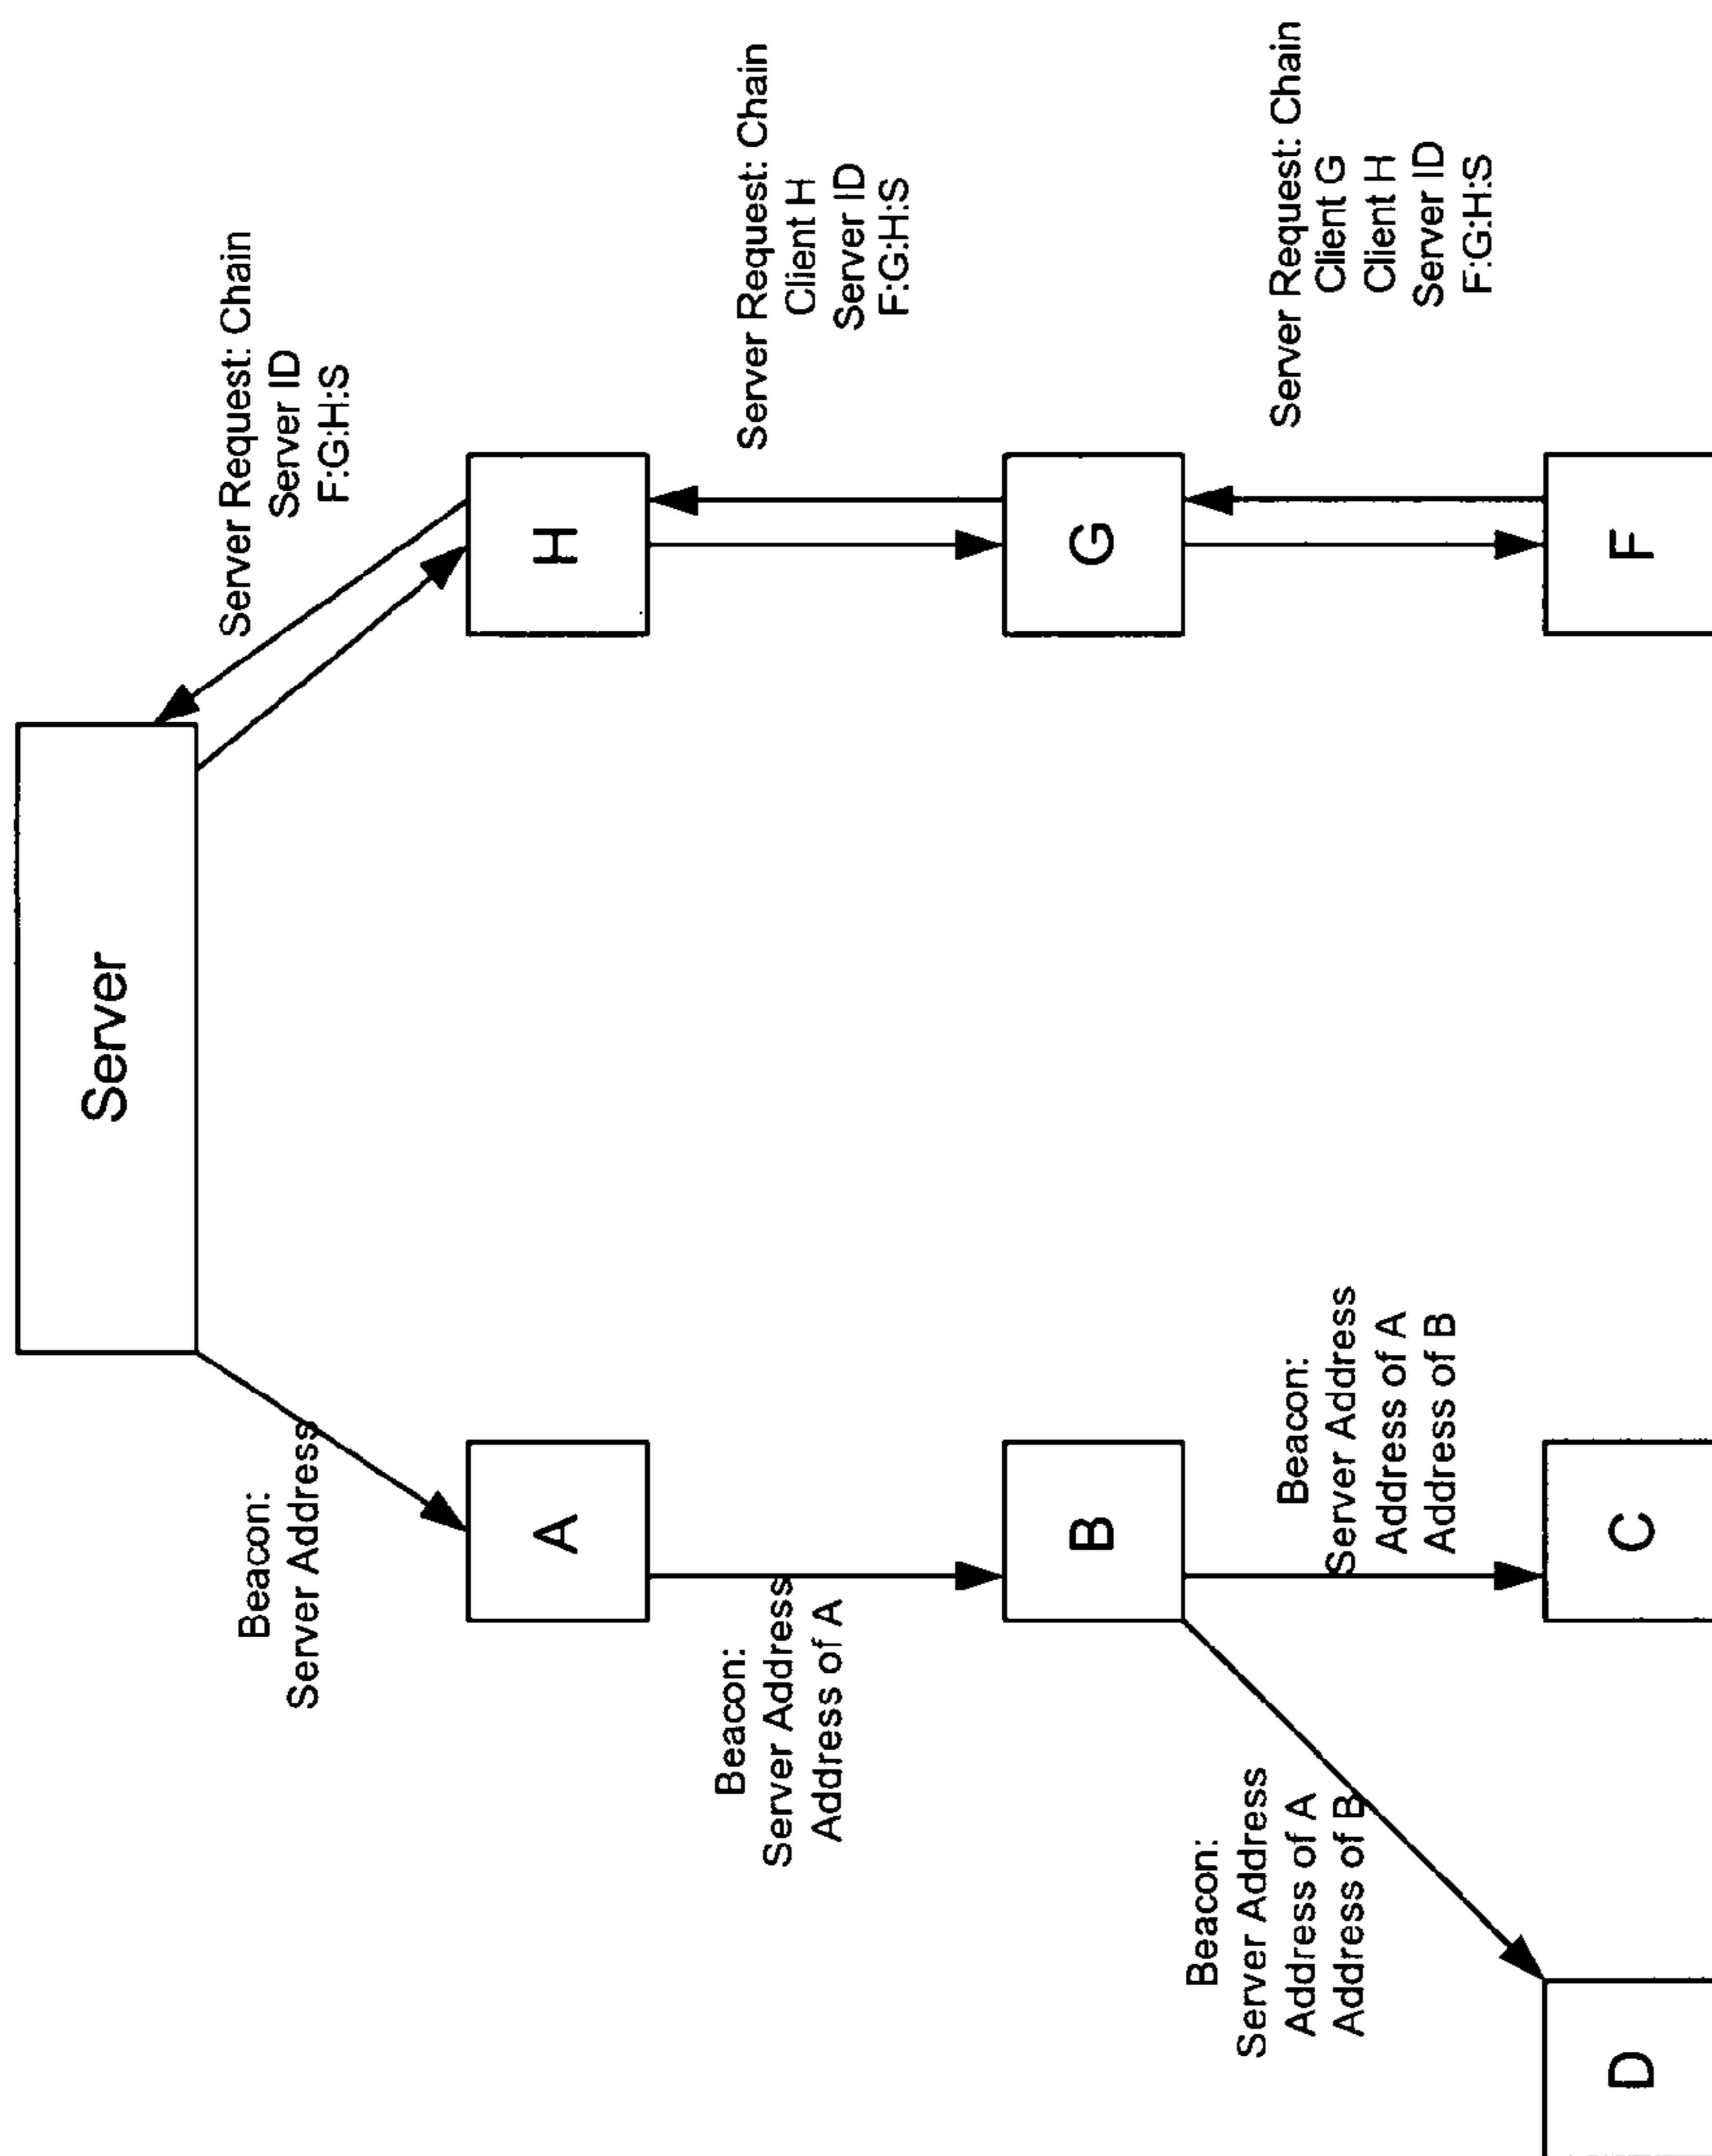 Server
Beacon:
Server Address
Server Request: Chain
Server ID
F:G:H:S
A
H
Beacon:
Server Address
Address of A
Server Request: Chain
Client H
Server ID
F:G:H:S
B
G
Beacon:
Server Address
Address of A
Address of B
Beacon:
Server Address
Address of A
Address of B
Server Request: Chain
Client G
Client H
Server ID
F:G:H:S
D
C
F